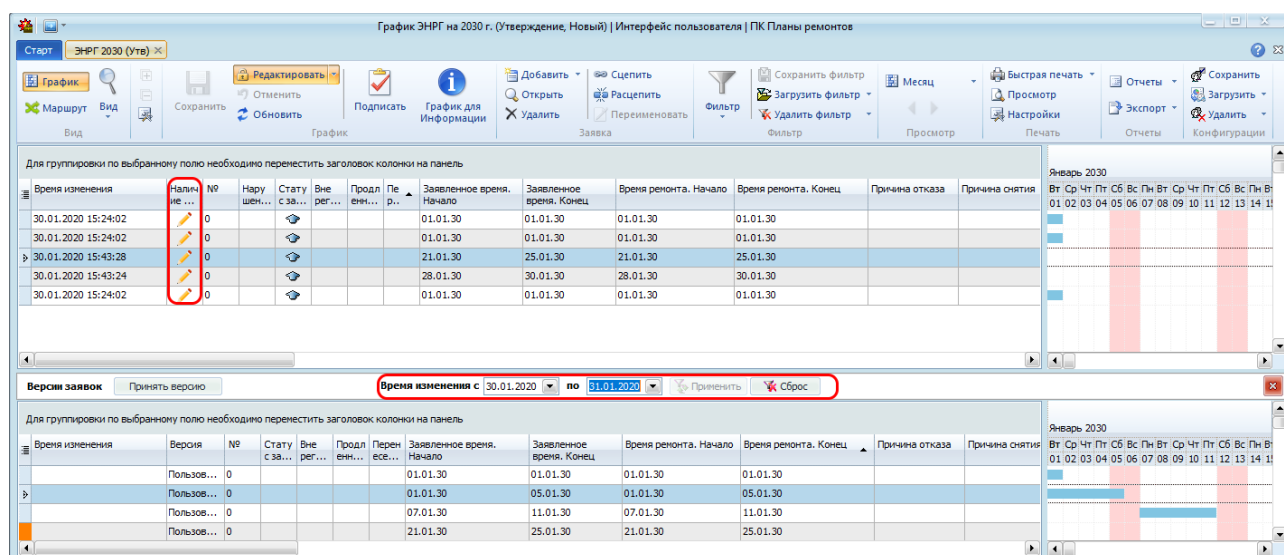 График ЭНРГ на 2030 г. (Утверждение, Новый) | Интерфейс пользователя | ПК Планы ремонтов
Старт ЭНРГ 2030 (Утв)
График Редактировать Добавить Сцепить Сохранить фильтр Месяц Быстрая печать Отчеты Сохранить
Сохранить Отменить Подписать Открыть Расцепить Фильтр Загрузить фильтр Просмотр Загрузить
Маршрут Вид Обновить График для Информации Удалить Переименовать Удалить фильтр Настройки Экспорт Удалить
Вид График Заявка Фильтр Просмотр Печать Отчеты Конфигурации
Для группировки по выбранному полю необходимо переместить заголовок колонки на панель
Январь 2030
Время изменения Налич ие ... № Нару шен... Стату с за... Вне рег... Продл енн... Пе р... Заявленное время. Начало Заявленное время. Конец Время ремонта. Начало Время ремонта. Конец Причина отказа Причина снятия Вт Ср Чт Пт Сб Вс Пн Вт Ср Чт Пт Сб Вс Пн
01 02 03 04 05 06 07 08 09 10 11 12 13 14
30.01.2020 15:24:02 0 01.01.30 01.01.30 01.01.30 01.01.30
30.01.2020 15:24:02 0 01.01.30 01.01.30 01.01.30 01.01.30
30.01.2020 15:43:28 0 21.01.30 25.01.30 21.01.30 25.01.30
30.01.2020 15:43:24 0 28.01.30 30.01.30 28.01.30 30.01.30
30.01.2020 15:24:02 0 01.01.30 01.01.30 01.01.30 01.01.30
Версии заявок Принять версию Время изменения с 30.01.2020 по 31.01.2020 Применить Сброс
Для группировки по выбранному полю необходимо переместить заголовок колонки на панель
Январь 2030
Время изменения Версия № Стату с за... Вне рег... Продл енн... Перен есе... Заявленное время. Начало Заявленное время. Конец Время ремонта. Начало Время ремонта. Конец Причина отказа Причина снятия Вт Ср Чт Пт Сб Вс Пн Вт Ср Чт Пт Сб Вс Пн
01 02 03 04 05 06 07 08 09 10 11 12 13 14
Пользов... 0 01.01.30 01.01.30 01.01.30 01.01.30
Пользов... 0 01.01.30 05.01.30 01.01.30 05.01.30
Пользов... 0 07.01.30 11.01.30 07.01.30 11.01.30
Пользов... 0 21.01.30 25.01.30 21.01.30 25.01.30